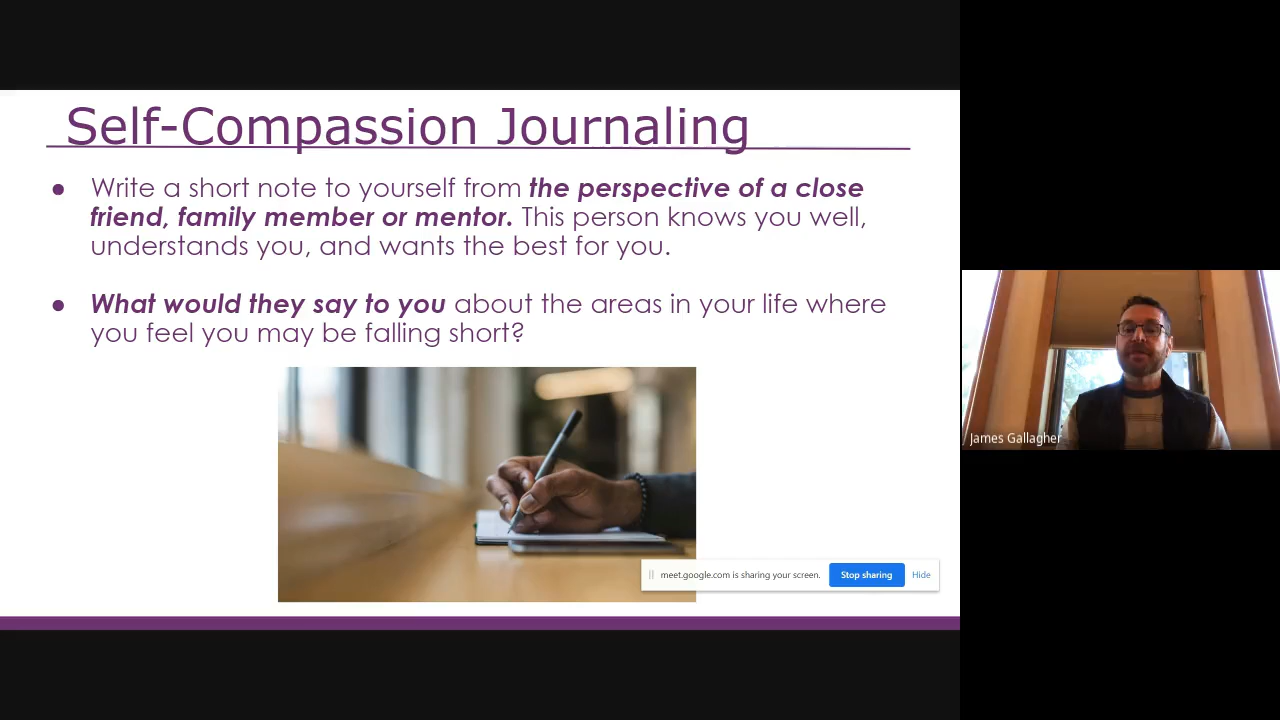 Self-Compassion Journaling
● Write a short note to yourself from the perspective of a close
friend, family member or mentor. This person knows you well,
understands you, and wants the best for you.
● What would they say to you about the areas in your life where
you feel you may be falling short?
meet.google.com is sharing your screen. Stop sharing Hide
James Gallagher